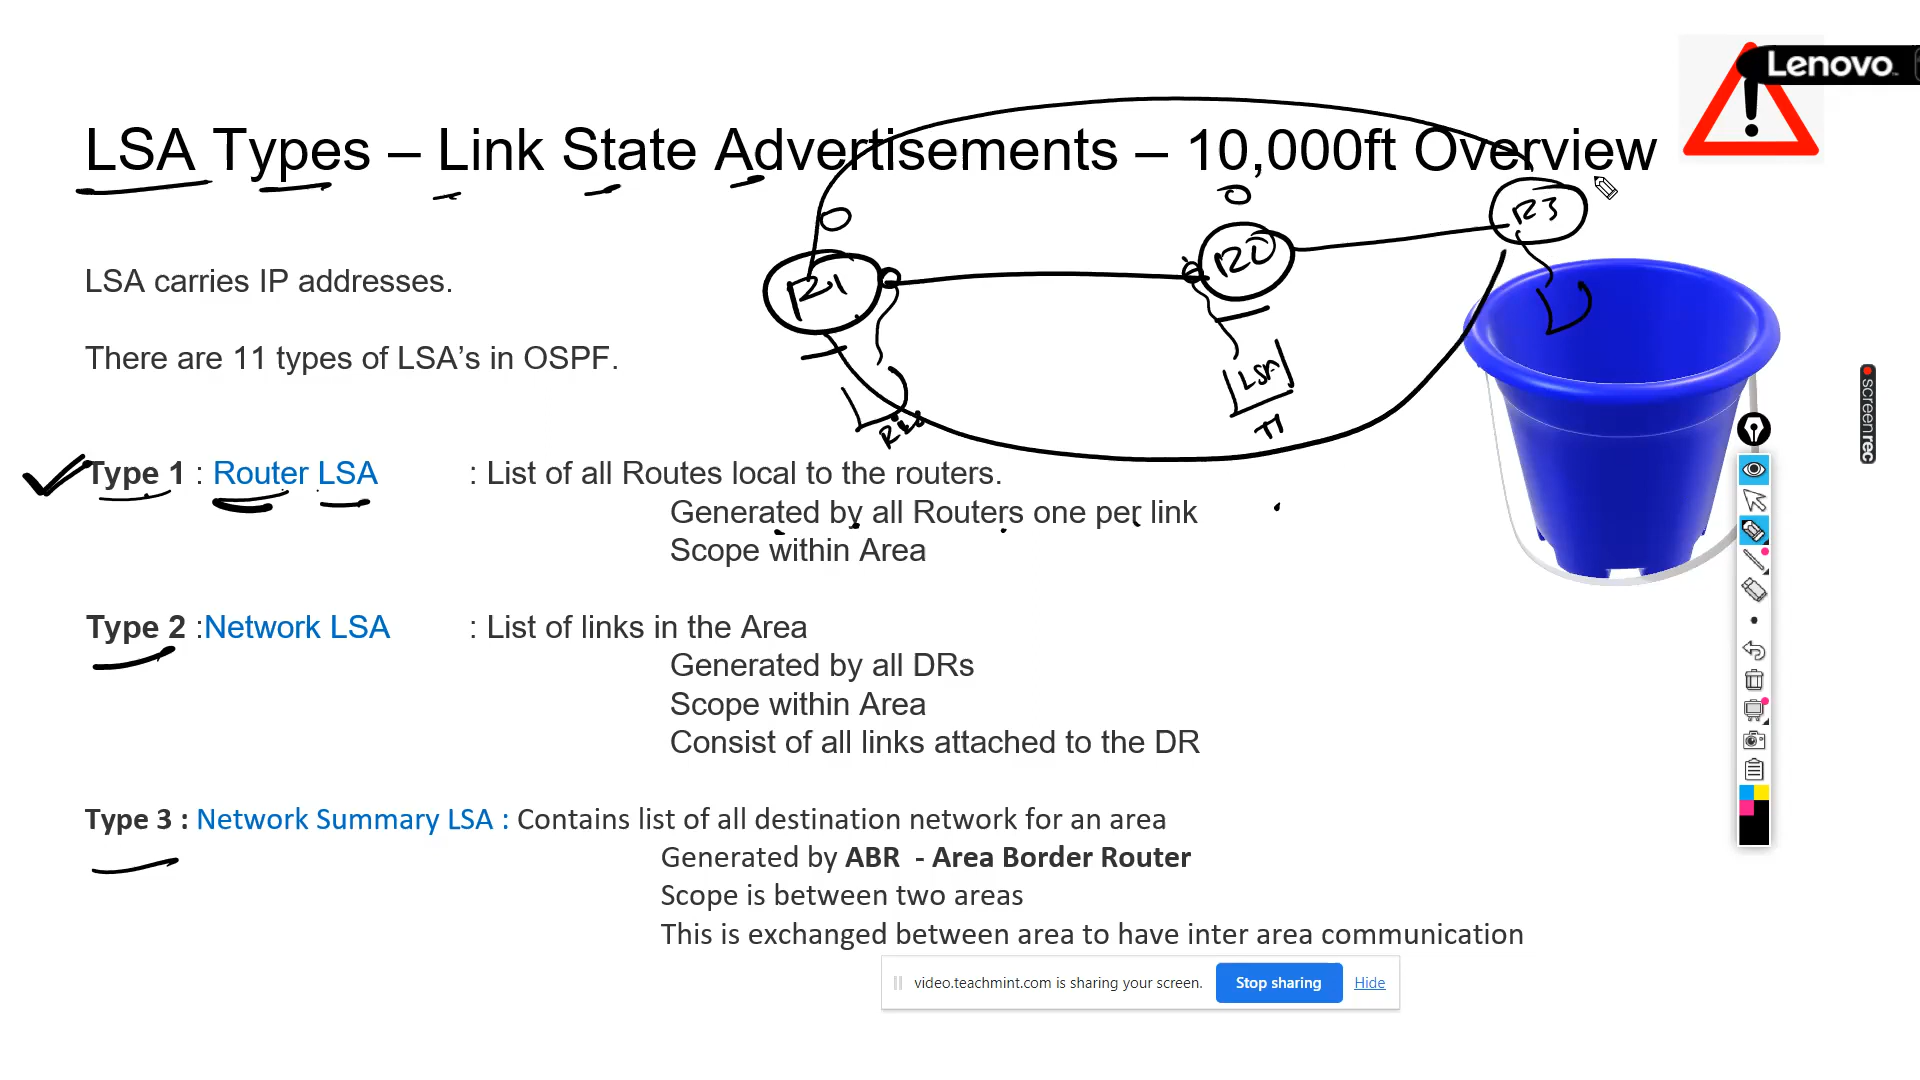 Lenovo
LSA Types – Link State Advertisements – 10,000ft Overview
R3
R1
LSA carries IP addresses.
There are 11 types of LSA’s in OSPF.
LSA
T1
Type 1 : Router LSA : List of all Routes local to the routers.
Generated by all Routers one per link
Scope within Area
Type 2 :Network LSA : List of links in the Area
Generated by all DRs
Scope within Area
Consist of all links attached to the DR
Type 3 : Network Summary LSA : Contains list of all destination network for an area
Generated by ABR - Area Border Router
Scope is between two areas
This is exchanged between area to have inter area communication
video.teachmint.com is sharing your screen. Stop sharing Hide
screenrec